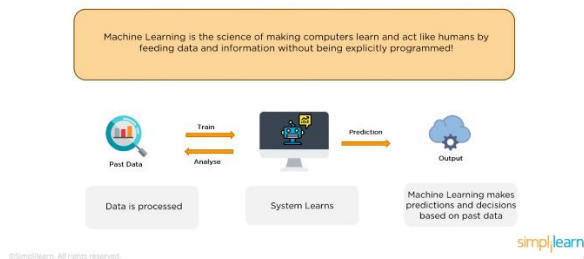 Machine Learning is the science of making computers learn and act like humans by
feeding data and information without being explicitly programmed!
Train
Prediction
Past Data
Analyse
Output
Data is processed
System Learns
Machine Learning makes
predictions and decisions
based on past data
simplilearn
©Simplilearn. All rights reserved.